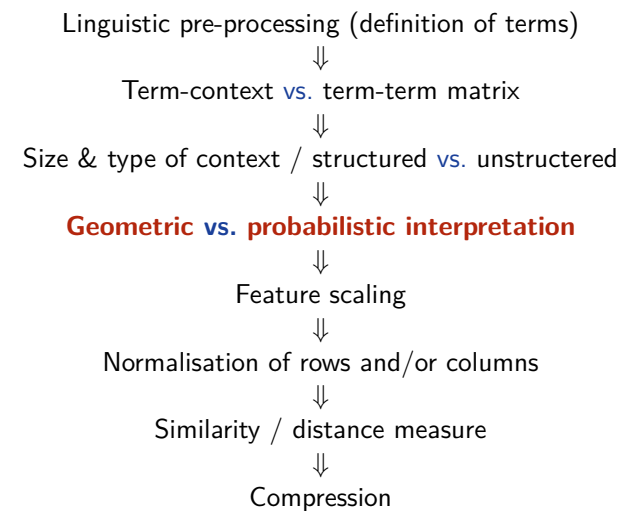 Linguistic pre-processing (definition of terms)
⇓
Term-context vs. term-term matrix
⇓
Size & type of context / structured vs. unstructered
⇓
Geometric vs. probabilistic interpretation
⇓
Feature scaling
⇓
Normalisation of rows and/or columns
⇓
Similarity / distance measure
⇓
Compression